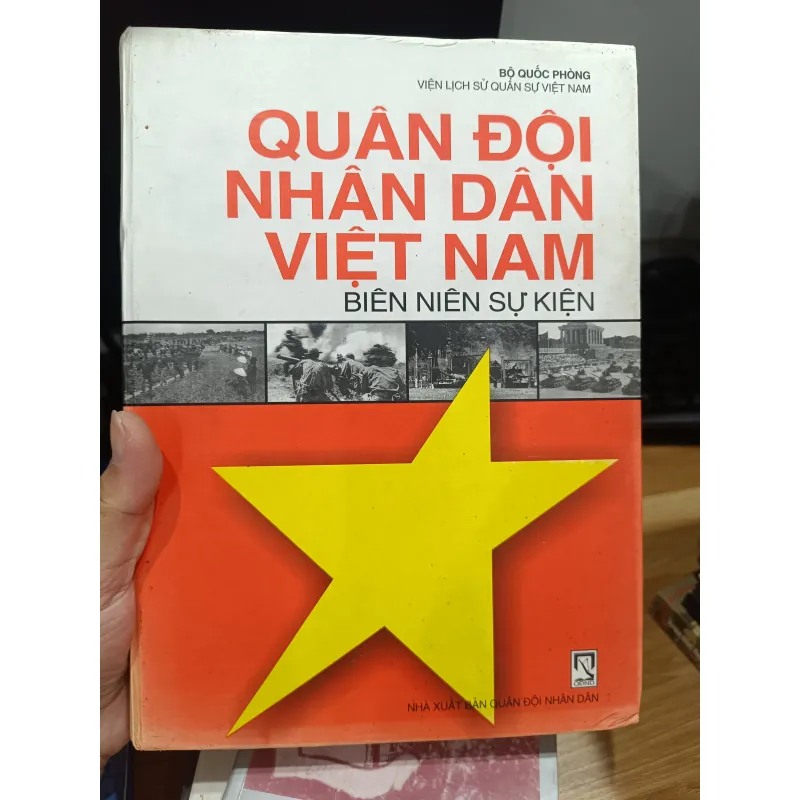 BỘ QUỐC PHÒNG
VIỆN LỊCH SỬ QUÂN SỰ VIỆT NAM
QUÂN ĐỘI
NHÂN DÂN
VIỆT NAM
BIÊN NIÊN SỰ KIỆN
QĐND
NHÀ XUẤT BẢN QUÂN ĐỘI NHÂN DÂN